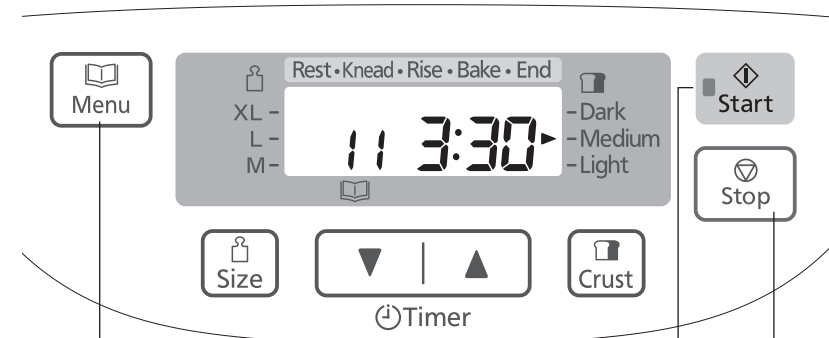 Menu
Rest • Knead • Rise • Bake • End
XL –
L –
M –
11 3:30
– Dark
– Medium
– Light
Start
Stop
Size
Crust
Timer